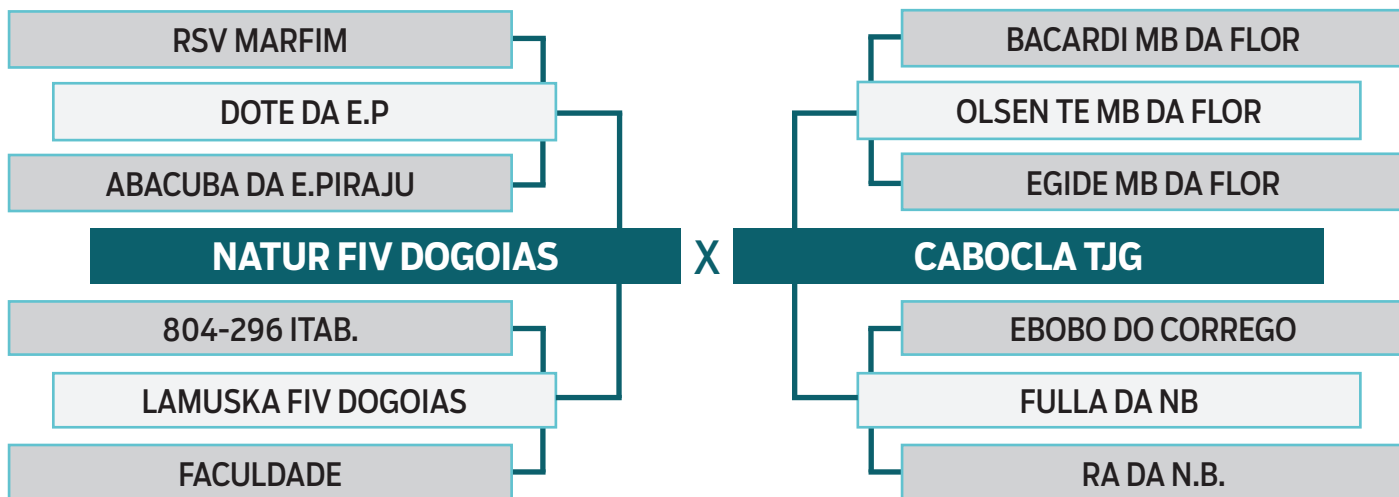 RSV MARFIM
DOTE DA E.P
ABACUBA DA E.PIRAJU
BACARDI MB DA FLOR
OLSEN TE MB DA FLOR
EGIDE MB DA FLOR
NATUR FIV DOGOIAS X CABOCLA TJG
804-296 ITAB.
LAMUSKA FIV DOGOIAS
FACULDADE
EBOBO DO CORREGO
FULLA DA NB
RA DA N.B.